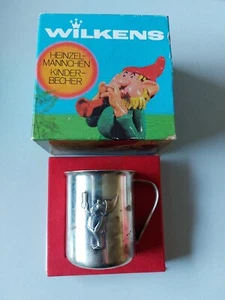 WILKENS
HEINZEL-
MÄNNCHEN
KINDER-
BECHER